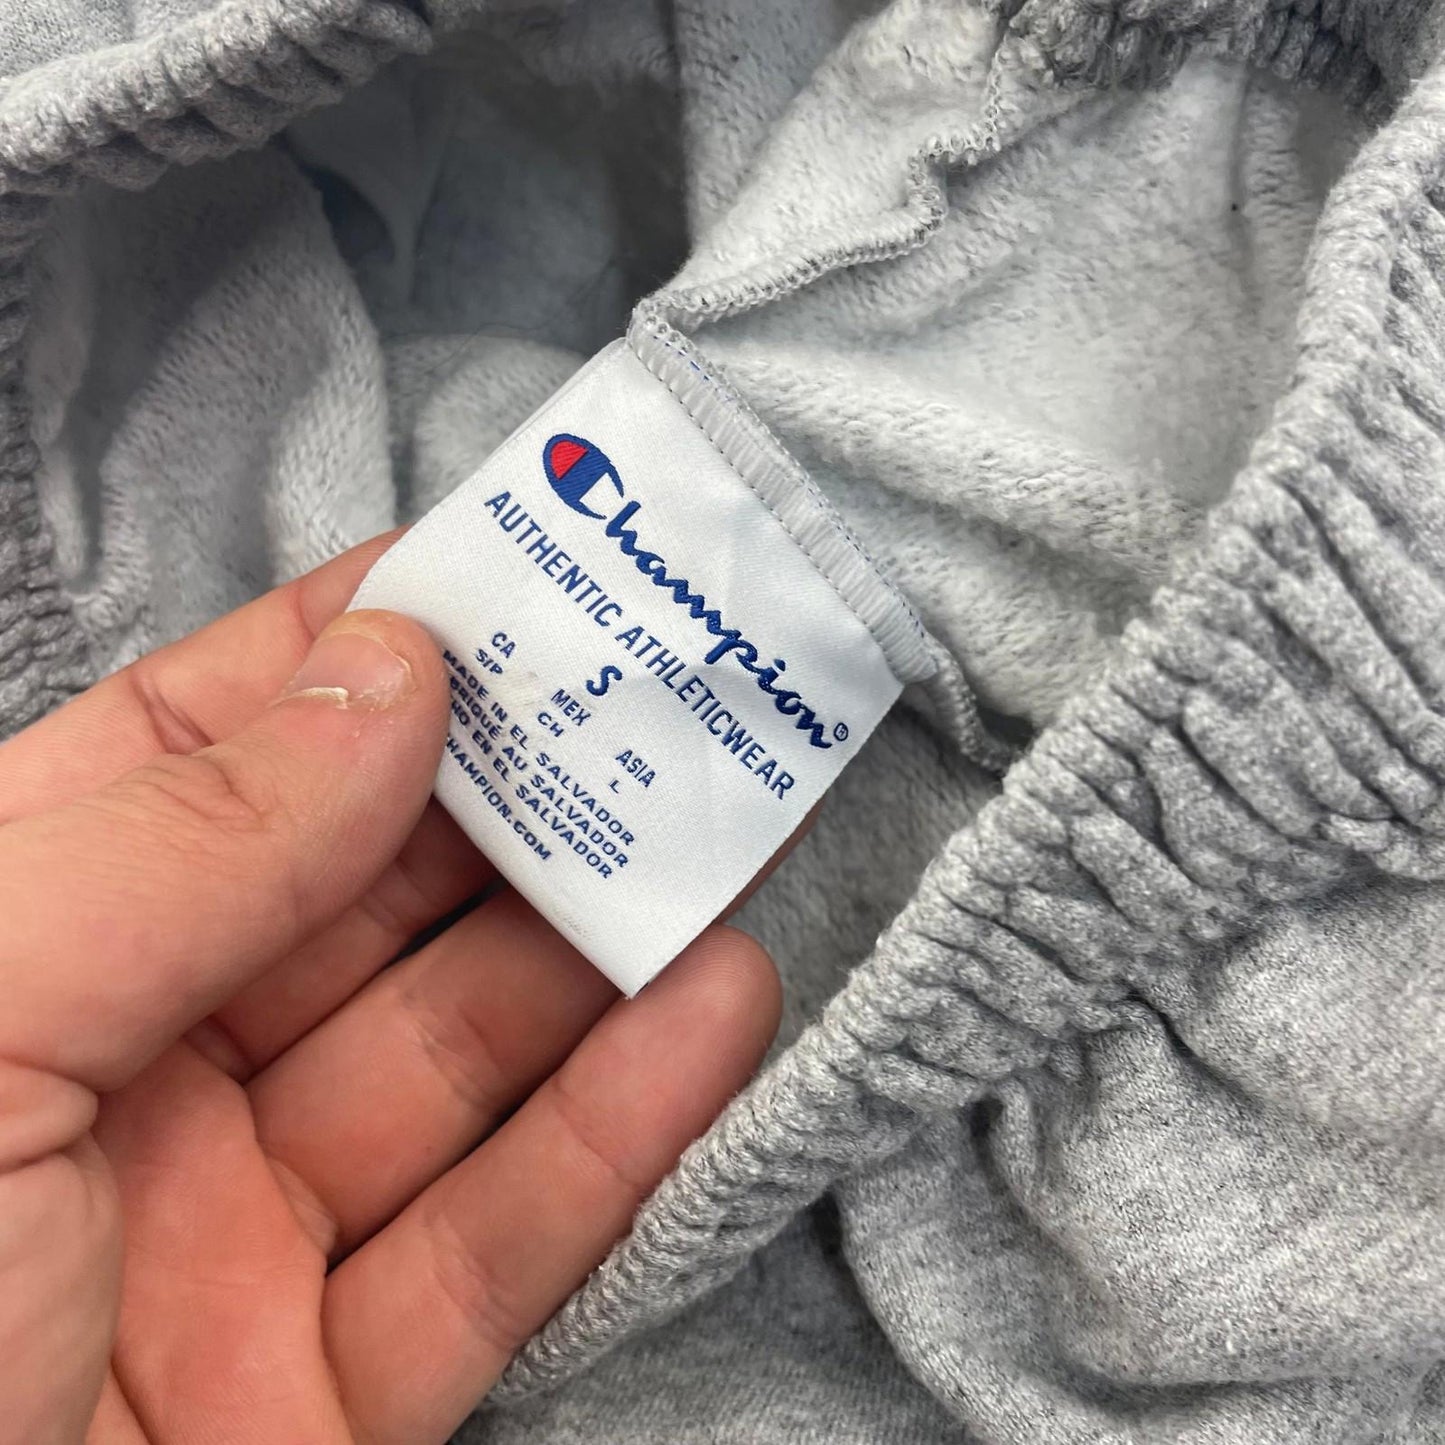 Champion®
AUTHENTIC ATHLETICWEAR
S
CA
S/P
MEX
CH
ASIA
L
MADE IN EL SALVADOR
BRIQUÉ AU SALVADOR
HO EN EL SALVADOR
HAMPION.COM